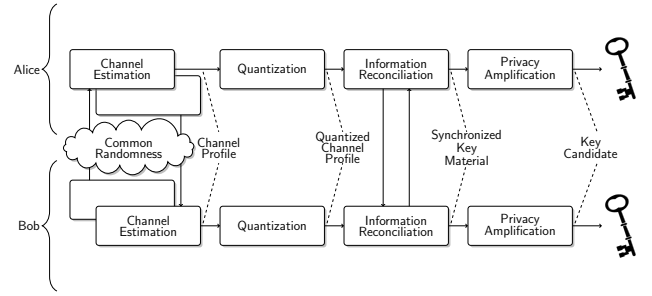 Alice
Channel
Estimation
Quantization
Information
Reconciliation
Privacy
Amplification
Common
Randomness
Channel
Profile
Quantized
Channel
Profile
Synchronized
Key
Material
Key
Candidate
Bob
Channel
Estimation
Quantization
Information
Reconciliation
Privacy
Amplification